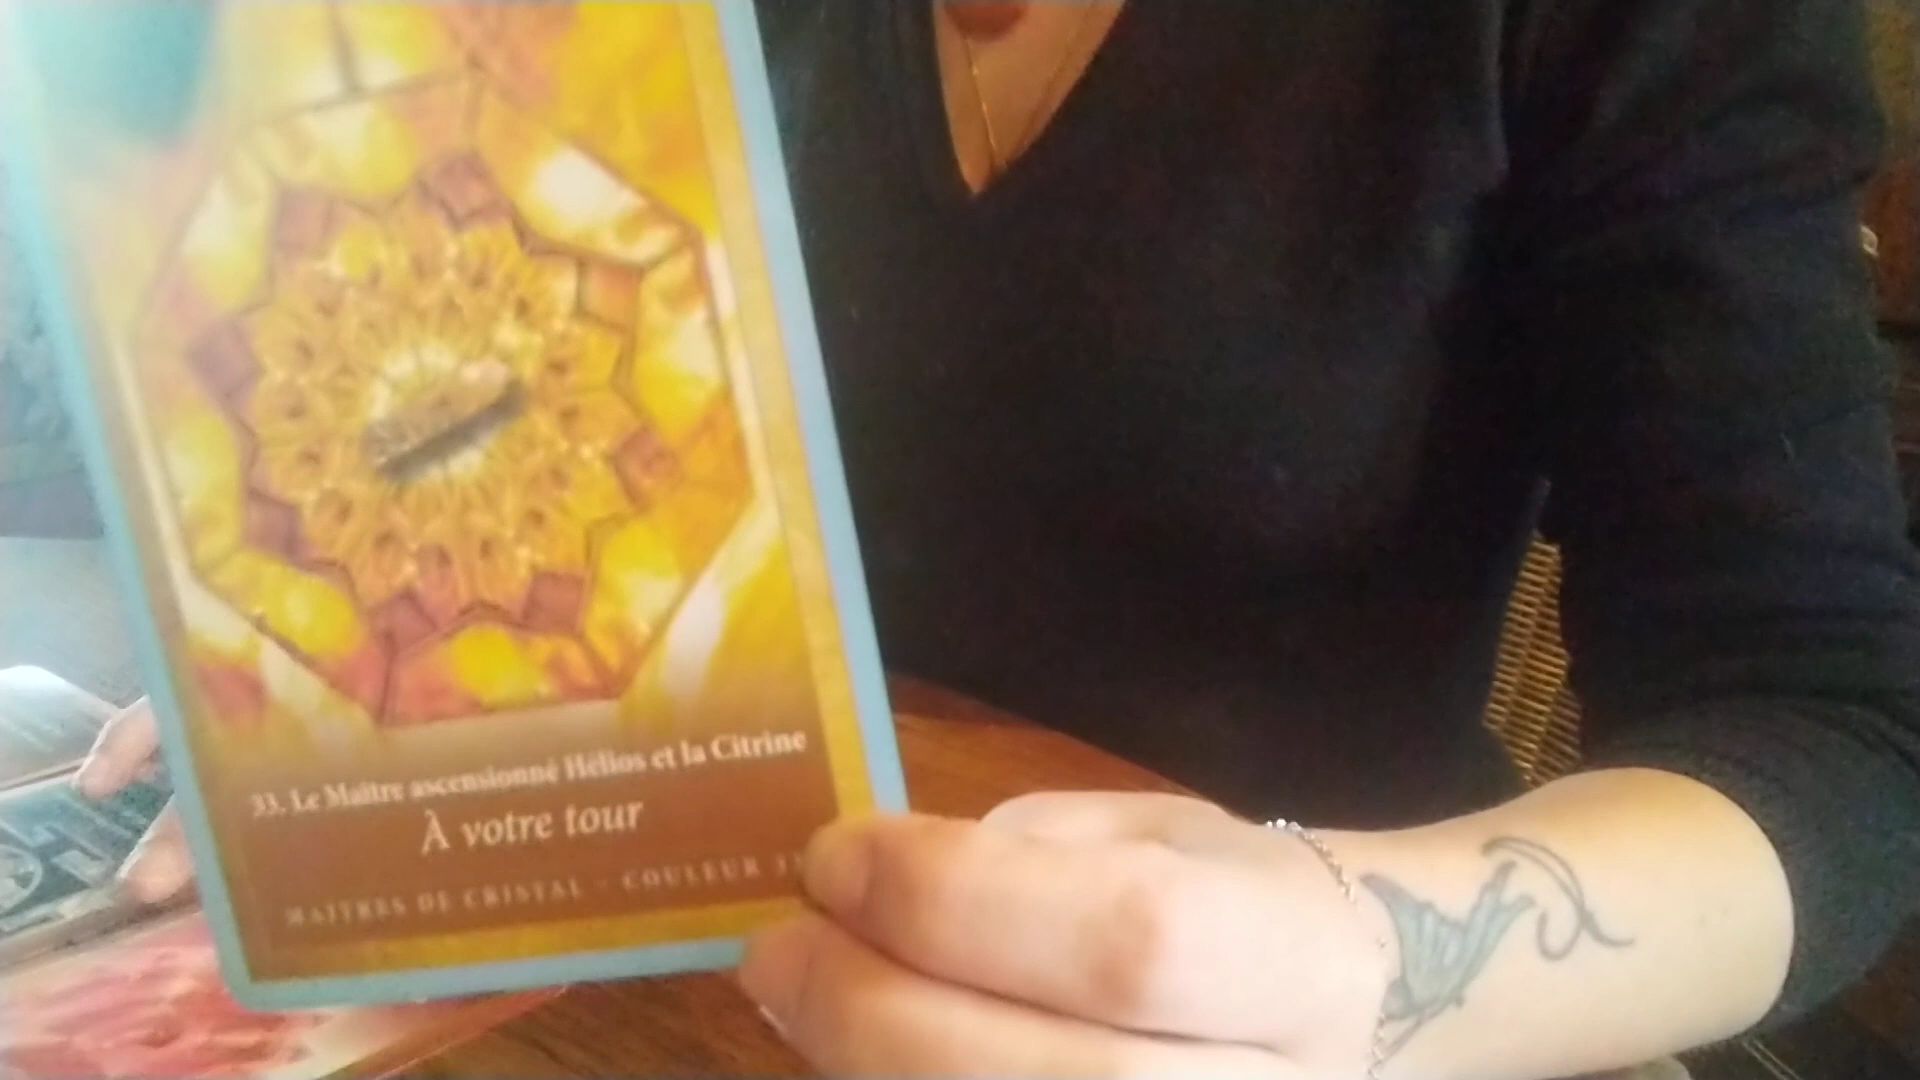 33. Le Maître ascensionné Hélios et la Citrine
À votre tour
MAÎTRES DE CRISTAL - COULEUR